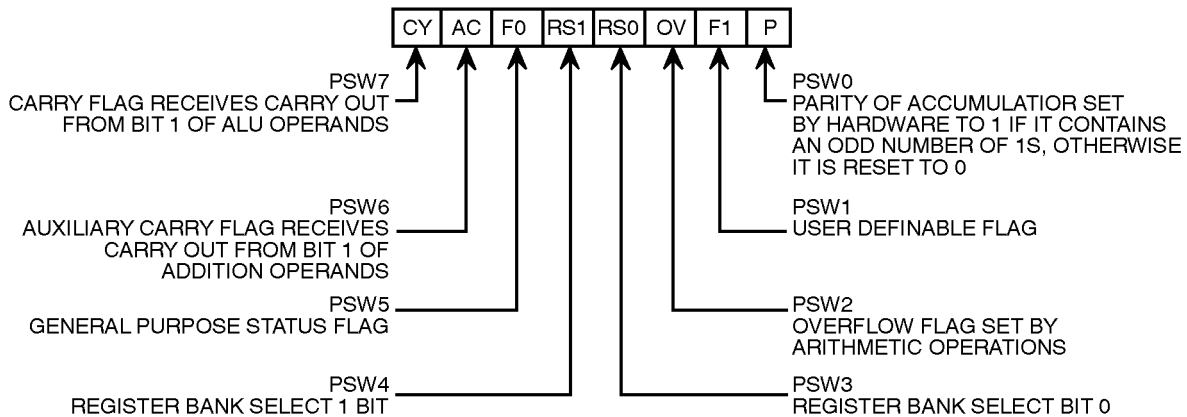 CY AC F0 RS1 RS0 OV F1 P
PSW7
CARRY FLAG RECEIVES CARRY OUT
FROM BIT 1 OF ALU OPERANDS
PSW6
AUXILIARY CARRY FLAG RECEIVES
CARRY OUT FROM BIT 1 OF
ADDITION OPERANDS
PSW5
GENERAL PURPOSE STATUS FLAG
PSW4
REGISTER BANK SELECT 1 BIT
PSW0
PARITY OF ACCUMULATIOR SET
BY HARDWARE TO 1 IF IT CONTAINS
AN ODD NUMBER OF 1S, OTHERWISE
IT IS RESET TO 0
PSW1
USER DEFINABLE FLAG
PSW2
OVERFLOW FLAG SET BY
ARITHMETIC OPERATIONS
PSW3
REGISTER BANK SELECT BIT 0